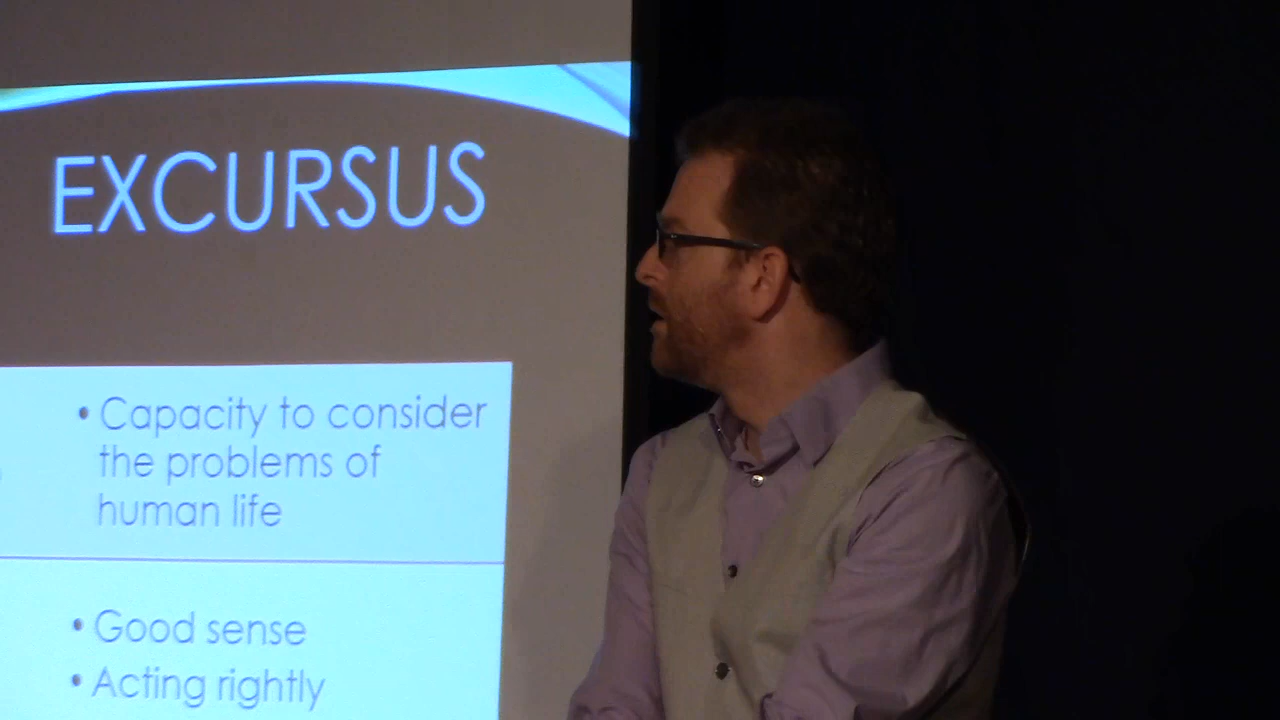 EXCURSUS
• Capacity to consider
the problems of
human life
• Good sense
• Acting rightly